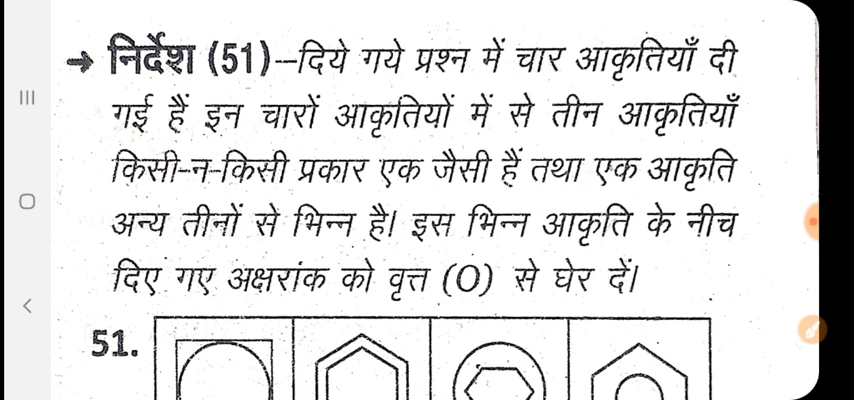 → निर्देश (51)–दिये गये प्रश्न में चार आकृतियाँ दी
गई हैं इन चारों आकृतियों में से तीन आकृतियाँ
किसी-न-किसी प्रकार एक जैसी हैं तथा एक आकृति
अन्य तीनों से भिन्न है। इस भिन्न आकृति के नीच
दिए गए अक्षरांक को वृत्त (O) से घेर दें।
51.